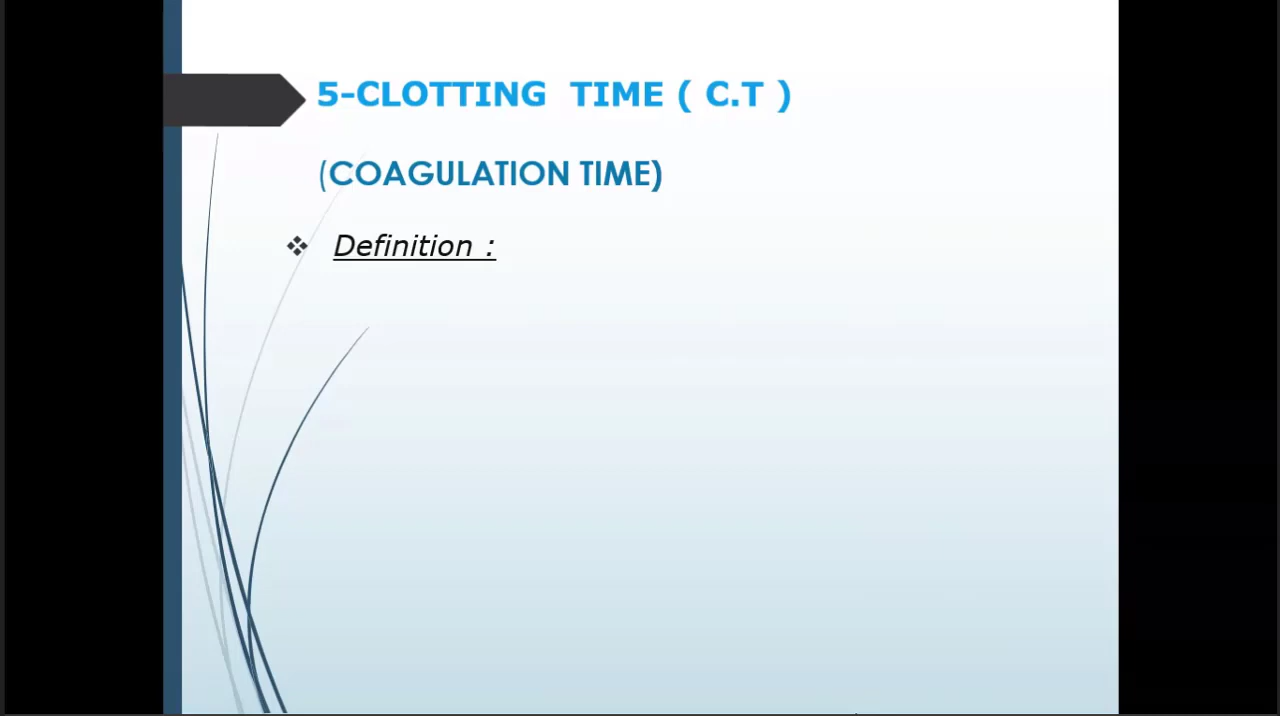 5-CLOTTING TIME ( C.T )
(COAGULATION TIME)
❖ Definition :